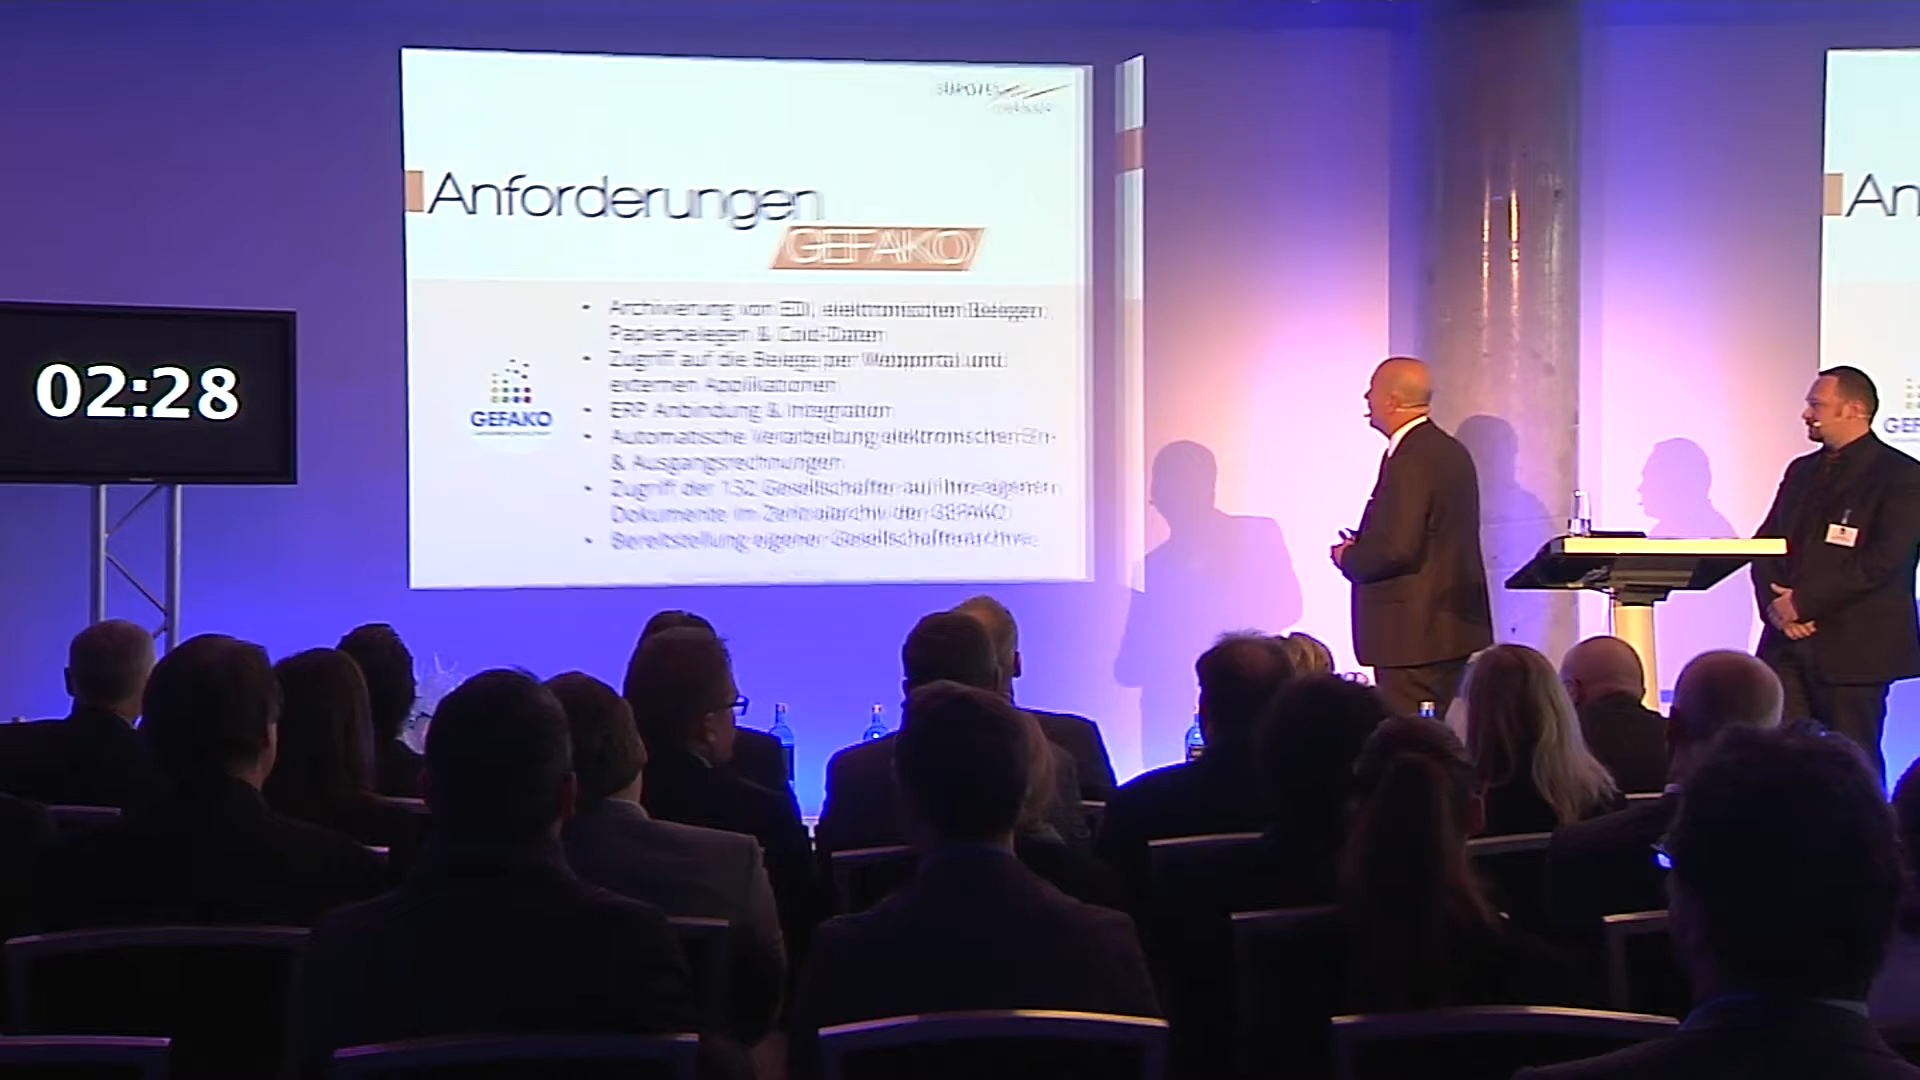 Anforderungen
GEFAKO
• Archivierung von EDI, elektronischen Belegen,
Papierbelegen & Cold-Daten
• Zugriff auf die Belege per Webportal und
externen Applikationen
• ERP Anbindung & Integration
• Automatische Verarbeitung elektronischer Ein-
& Ausgangsrechnungen
• Zugriff der 132 Gesellschafter auf Ihre eigenen
Dokumente im Zentralarchiv der GEFAKO
• Bereitstellung eigener Gesellschafterarchive
GEFAKO
02:28
An
GEF